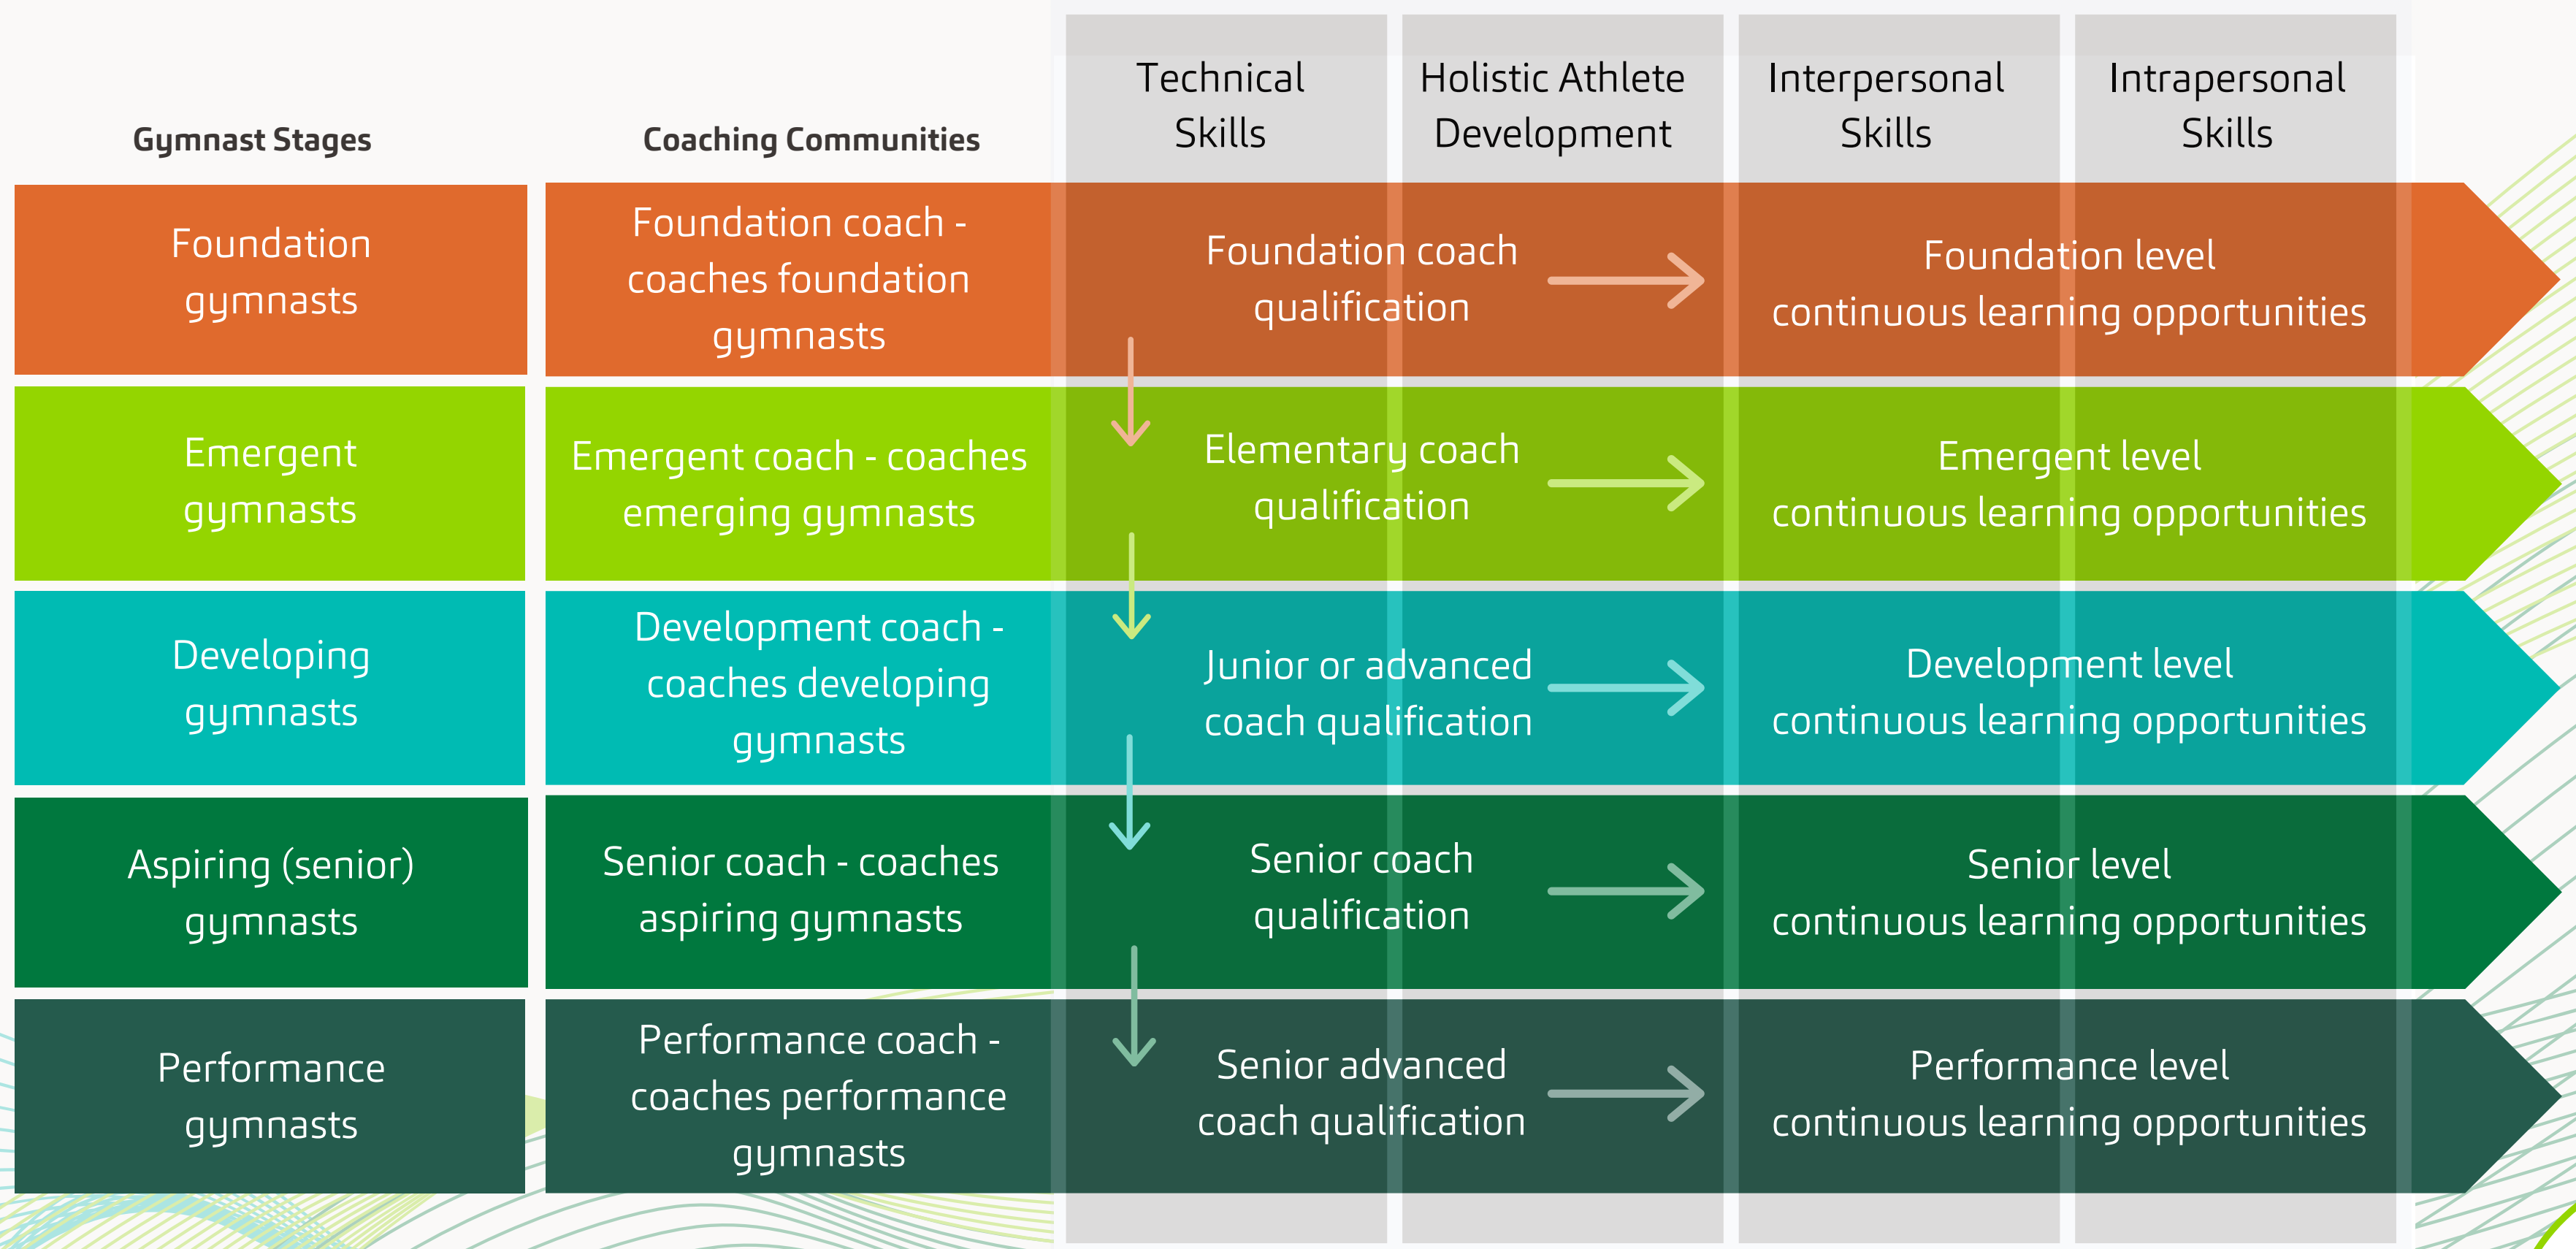 Gymnast Stages
Coaching Communities
Technical
Skills
Holistic Athlete
Development
Interpersonal
Skills
Intrapersonal
Skills
Foundation
gymnasts
Foundation coach -
coaches foundation
gymnasts
Foundation coach
qualification
Foundation level
continuous learning opportunities
Emergent
gymnasts
Emergent coach - coaches
emerging gymnasts
Elementary coach
qualification
Emergent level
continuous learning opportunities
Developing
gymnasts
Development coach -
coaches developing
gymnasts
Junior or advanced
coach qualification
Development level
continuous learning opportunities
Aspiring (senior)
gymnasts
Senior coach - coaches
aspiring gymnasts
Senior coach
qualification
Senior level
continuous learning opportunities
Performance
gymnasts
Performance coach -
coaches performance
gymnasts
Senior advanced
coach qualification
Performance level
continuous learning opportunities